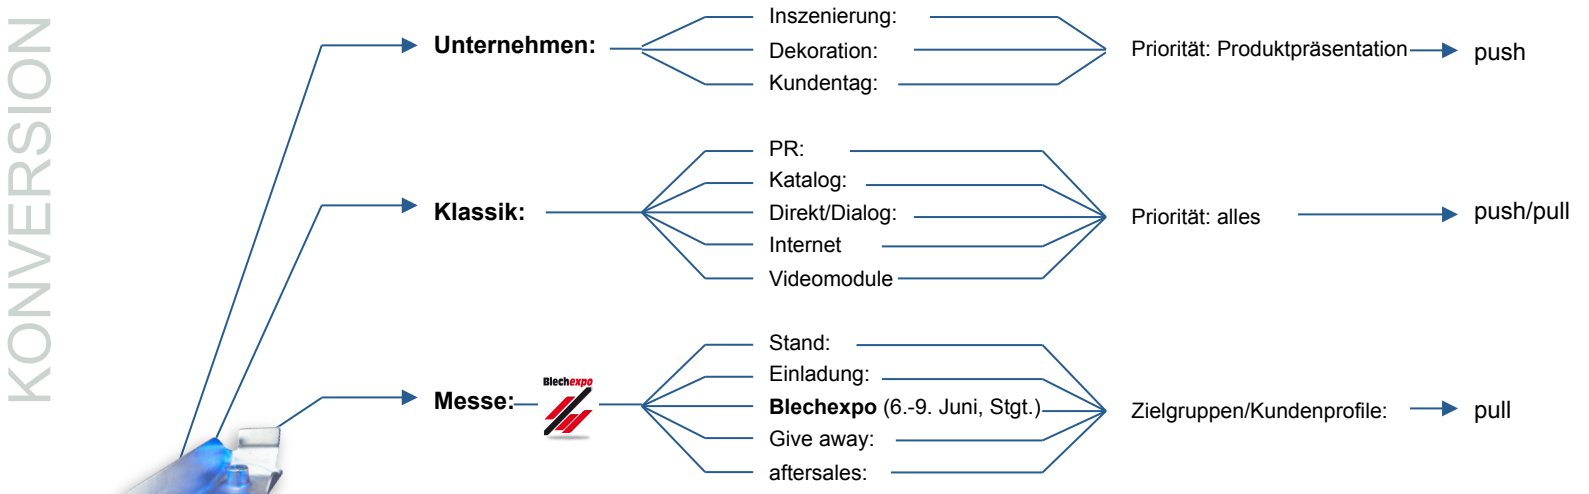 KONVERSION
Unternehmen:
Inszenierung:
Dekoration:
Kundentag:
Priorität: Produktpräsentation
push
Klassik:
PR:
Katalog:
Direkt/Dialog:
Internet
Videomodule
Priorität: alles
push/pull
Messe:
Blechexpo
Stand:
Einladung:
Blechexpo (6.-9. Juni, Stgt.)
Give away:
aftersales:
Zielgruppen/Kundenprofile:
pull